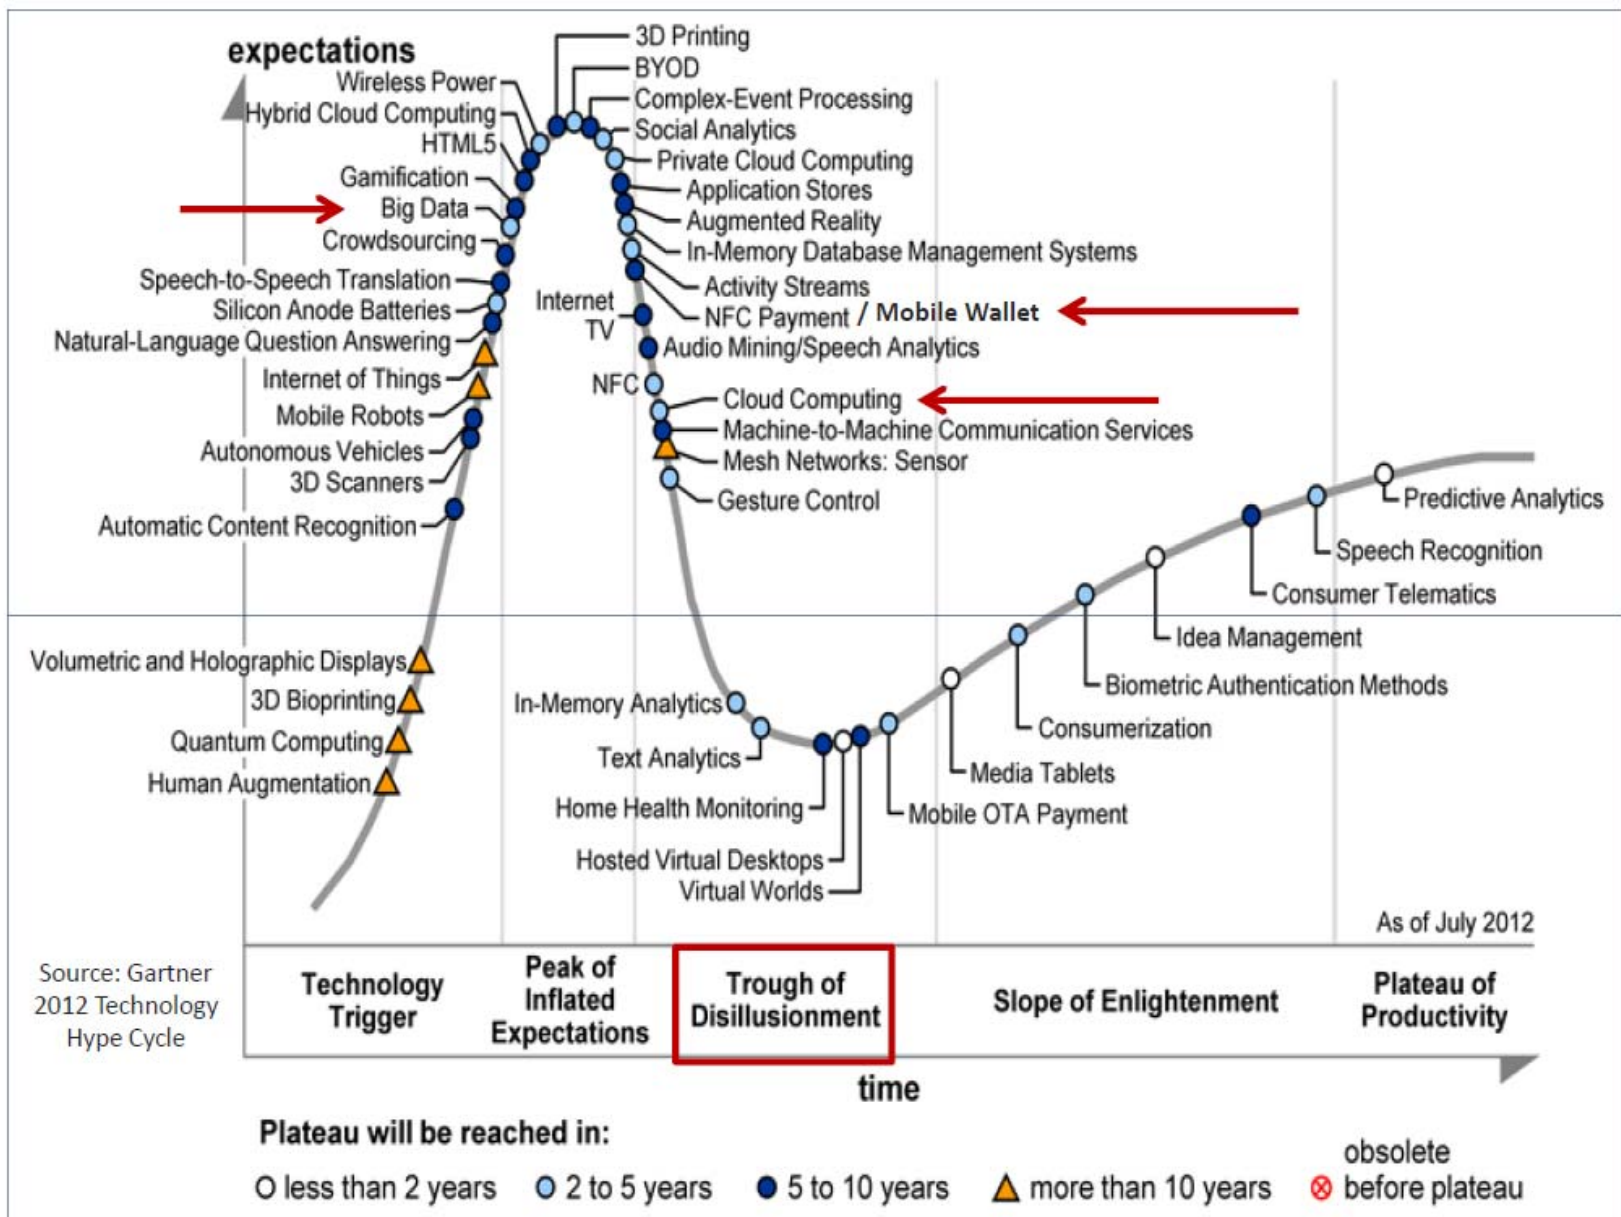 expectations
3D Printing
BYOD
Wireless Power
Complex-Event Processing
Hybrid Cloud Computing
Social Analytics
HTML5
Private Cloud Computing
Gamification
Application Stores
Big Data
Augmented Reality
Crowdsourcing
In-Memory Database Management Systems
Speech-to-Speech Translation
Activity Streams
Silicon Anode Batteries
Internet
TV
NFC Payment / Mobile Wallet
Natural-Language Question Answering
Audio Mining/Speech Analytics
Internet of Things
NFC
Mobile Robots
Cloud Computing
Autonomous Vehicles
Machine-to-Machine Communication Services
3D Scanners
Mesh Networks: Sensor
Automatic Content Recognition
Gesture Control
Predictive Analytics
Speech Recognition
Consumer Telematics
Idea Management
Volumetric and Holographic Displays
Biometric Authentication Methods
3D Bioprinting
In-Memory Analytics
Consumerization
Quantum Computing
Text Analytics
Media Tablets
Human Augmentation
Home Health Monitoring
Mobile OTA Payment
Hosted Virtual Desktops
Virtual Worlds
As of July 2012
Source: Gartner
2012 Technology
Hype Cycle
Technology
Trigger
Peak of
Inflated
Expectations
Trough of
Disillusionment
Slope of Enlightenment
Plateau of
Productivity
time
Plateau will be reached in:
less than 2 years
2 to 5 years
5 to 10 years
more than 10 years
obsolete
before plateau